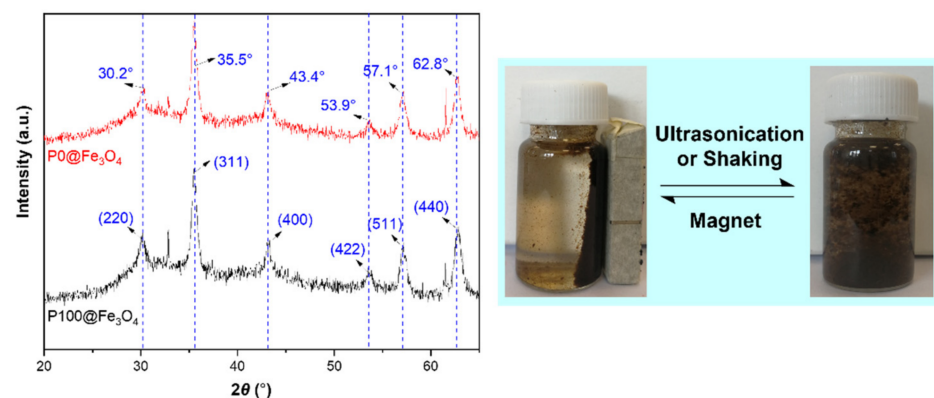 Intensity (a.u.)
30.2°
35.5°
43.4°
53.9°
57.1°
62.8°
P0@Fe₃O₄
(220)
(311)
(400)
(422)
(511)
(440)
P100@Fe₃O₄
20 30 40 50 60
2θ (°)
Ultrasonication
or Shaking
Magnet